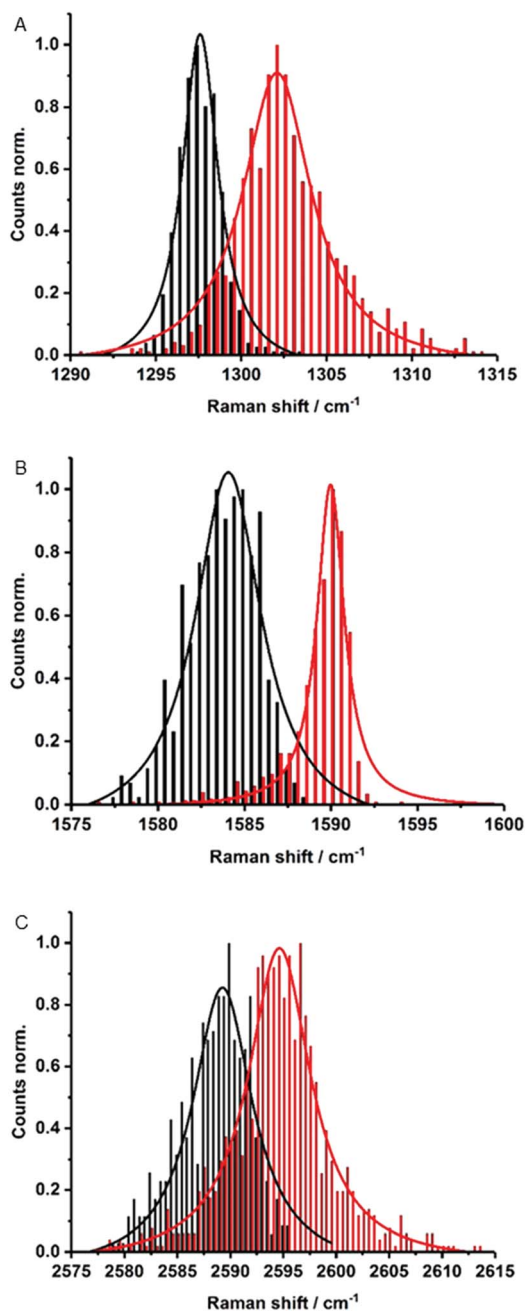 A
1.0
0.8
0.6
0.4
0.2
0.0
Counts norm.
1290 1295 1300 1305 1310 1315
Raman shift / cm⁻¹
B
1.0
0.8
0.6
0.4
0.2
0.0
Counts norm.
1575 1580 1585 1590 1595 1600
Raman shift / cm⁻¹
C
1.0
0.8
0.6
0.4
0.2
0.0
Counts norm.
2575 2580 2585 2590 2595 2600 2605 2610 2615
Raman shift / cm⁻¹